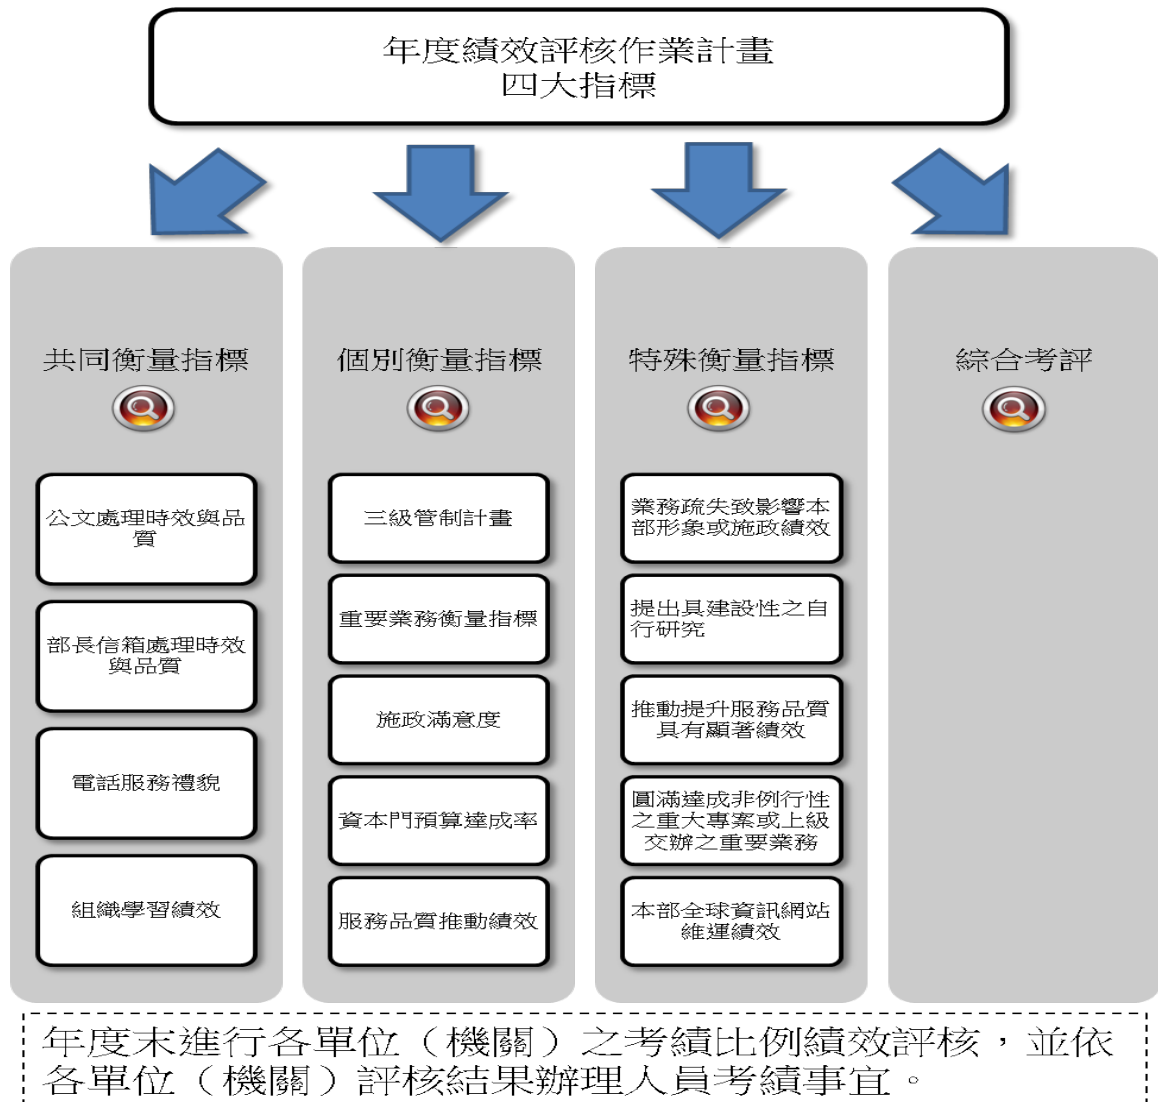 年度績效評核作業計畫
四大指標
共同衡量指標
公文處理時效與品
質
部長信箱處理時效
與品質
電話服務禮貌
組織學習績效
個別衡量指標
三級管制計畫
重要業務衡量指標
施政滿意度
資本門預算達成率
服務品質推動績效
特殊衡量指標
業務疏失致影響本
部形象或施政績效
提出具建設性之自
行研究
推動提升服務品質
具有顯著績效
圓滿達成非例行性
之重大專案或上級
交辦之重要業務
本部全球資訊網站
維運績效
綜合考評
年度末進行各單位（機關）之考績比例績效評核，並依
各單位（機關）評核結果辦理人員考績事宜。